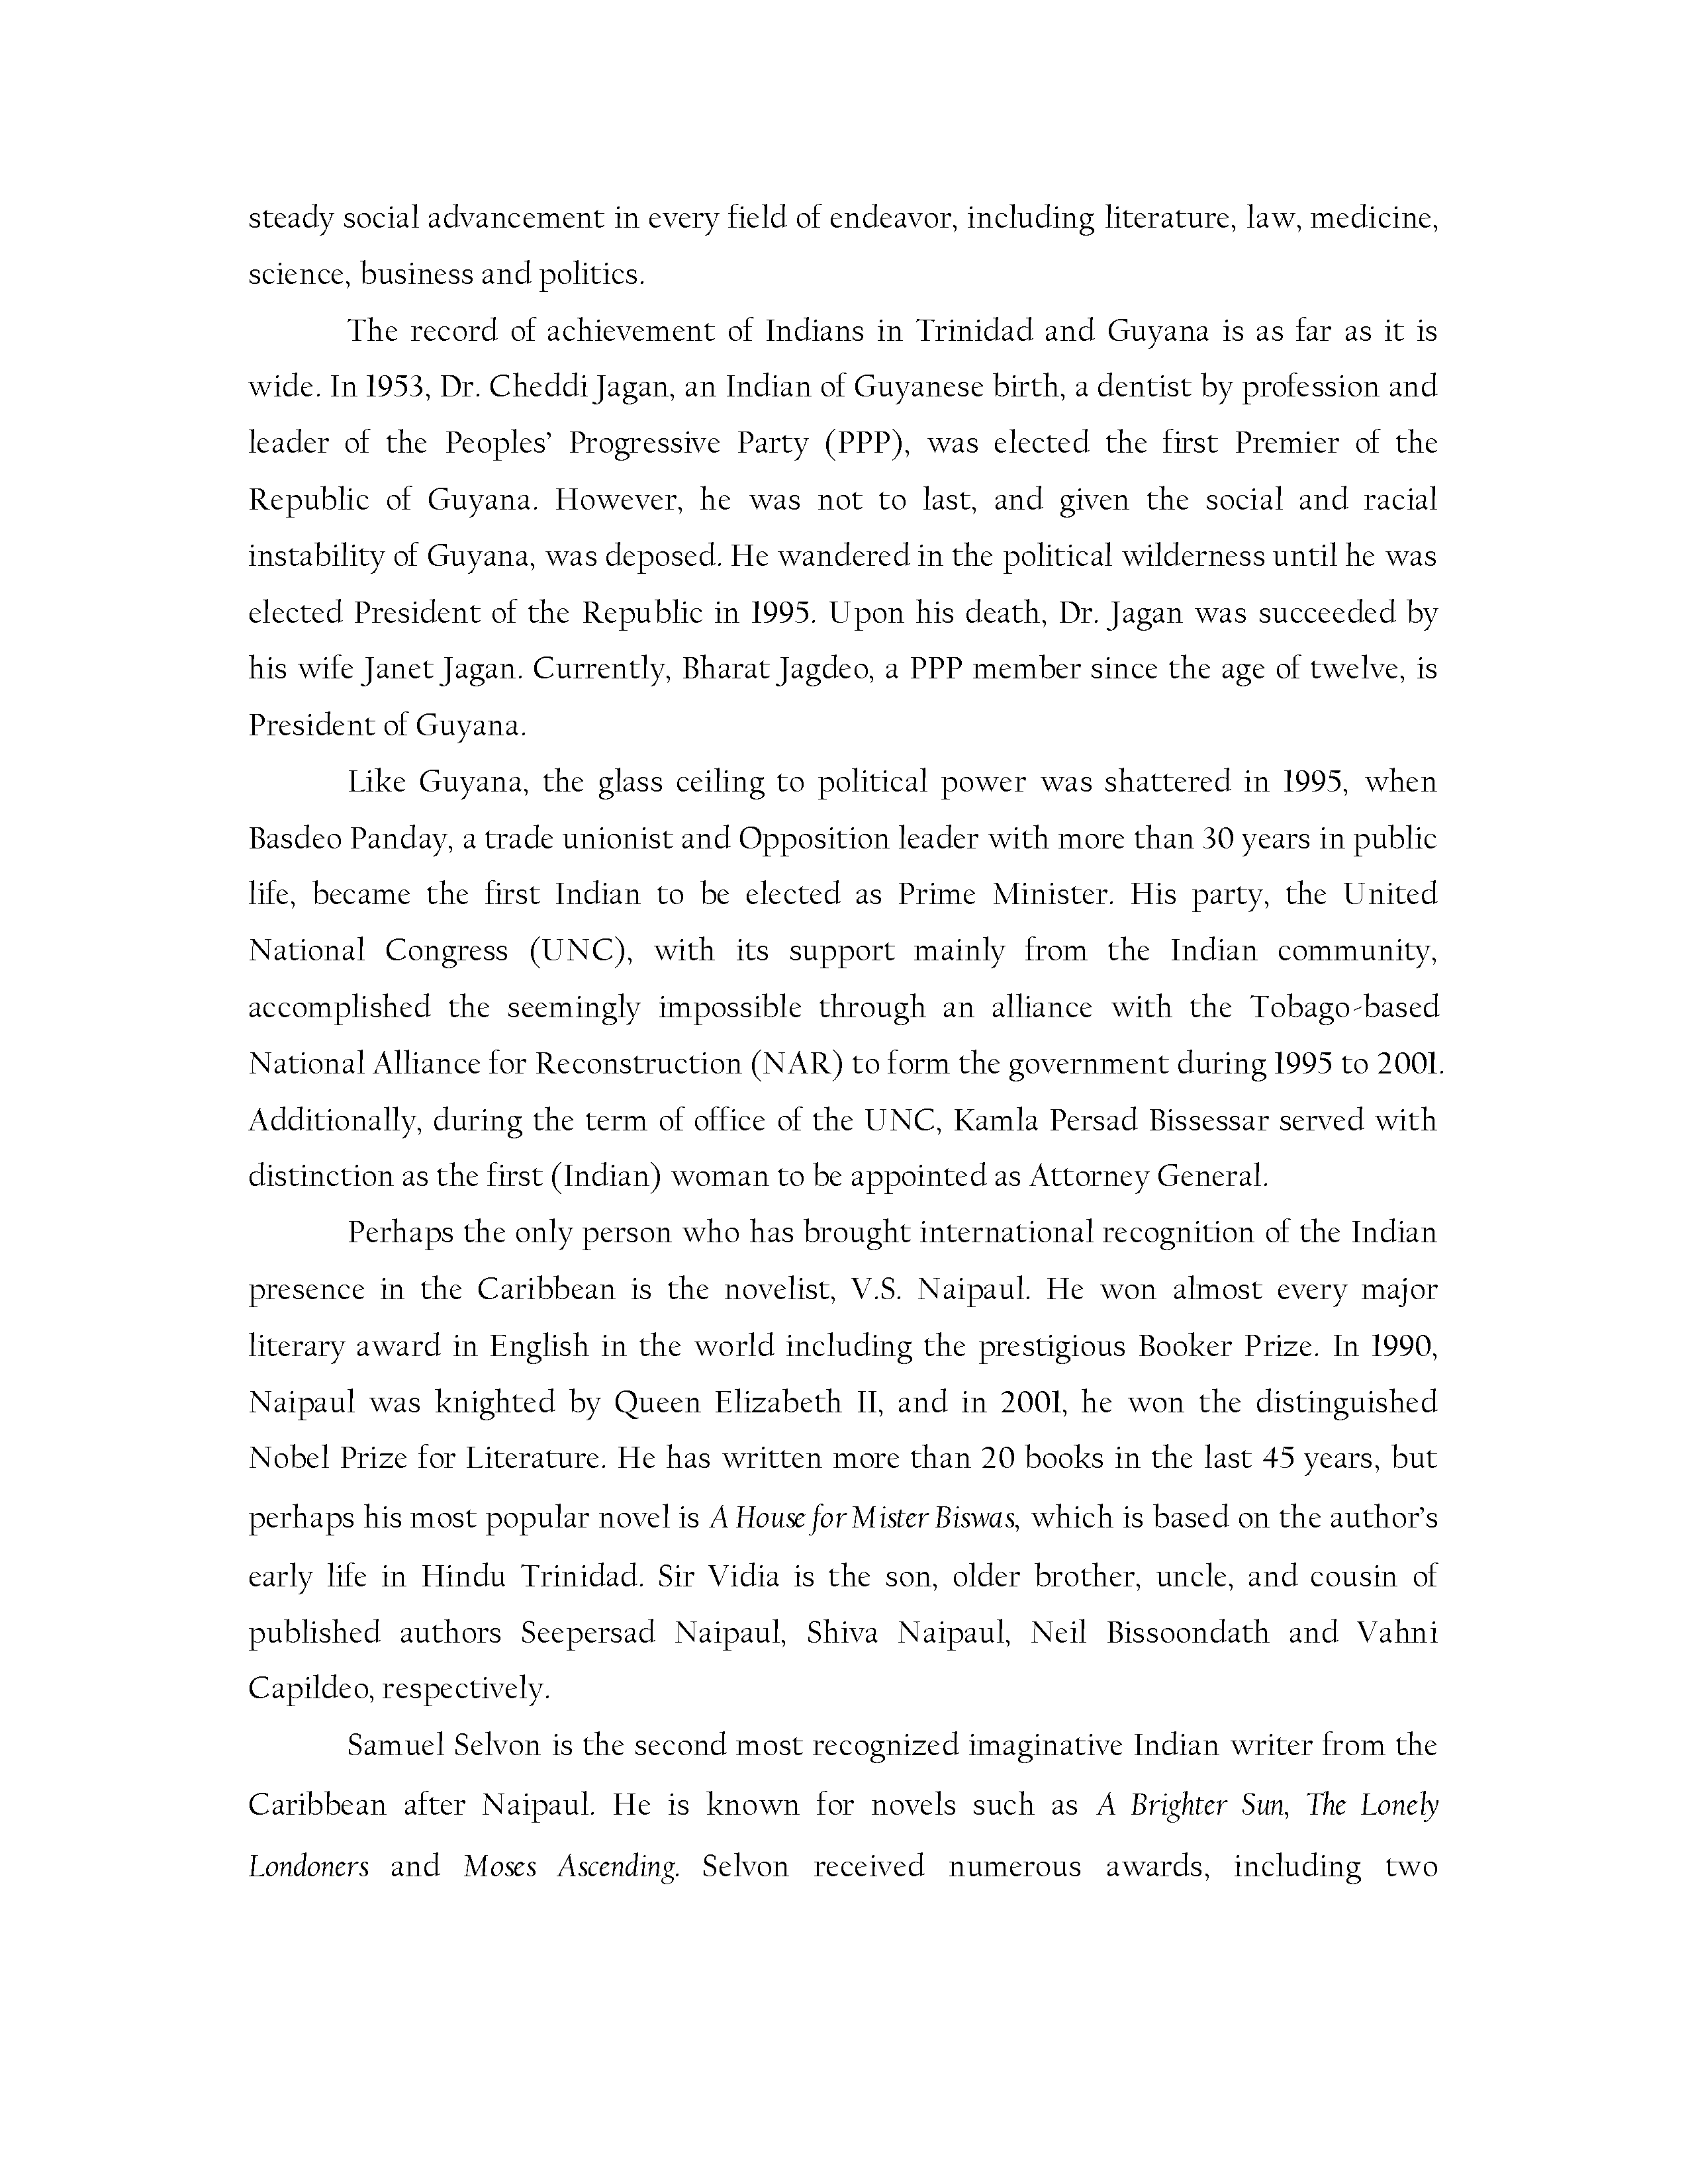 steady social advancement in every field of endeavor, including literature, law, medicine,
science, business and politics.
The record of achievement of Indians in Trinidad and Guyana is as far as it is
wide. In 1953, Dr. Cheddi Jagan, an Indian of Guyanese birth, a dentist by profession and
leader of the Peoples’ Progressive Party (PPP), was elected the first Premier of the
Republic of Guyana. However, he was not to last, and given the social and racial
instability of Guyana, was deposed. He wandered in the political wilderness until he was
elected President of the Republic in 1995. Upon his death, Dr. Jagan was succeeded by
his wife Janet Jagan. Currently, Bharat Jagdeo, a PPP member since the age of twelve, is
President of Guyana.
Like Guyana, the glass ceiling to political power was shattered in 1995, when
Basdeo Panday, a trade unionist and Opposition leader with more than 30 years in public
life, became the first Indian to be elected as Prime Minister. His party, the United
National Congress (UNC), with its support mainly from the Indian community,
accomplished the seemingly impossible through an alliance with the Tobago-based
National Alliance for Reconstruction (NAR) to form the government during 1995 to 2001.
Additionally, during the term of office of the UNC, Kamla Persad Bissessar served with
distinction as the first (Indian) woman to be appointed as Attorney General.
Perhaps the only person who has brought international recognition of the Indian
presence in the Caribbean is the novelist, V.S. Naipaul. He won almost every major
literary award in English in the world including the prestigious Booker Prize. In 1990,
Naipaul was knighted by Queen Elizabeth II, and in 2001, he won the distinguished
Nobel Prize for Literature. He has written more than 20 books in the last 45 years, but
perhaps his most popular novel is A House for Mister Biswas, which is based on the author’s
early life in Hindu Trinidad. Sir Vidia is the son, older brother, uncle, and cousin of
published authors Seepersad Naipaul, Shiva Naipaul, Neil Bissoondath and Vahni
Capildeo, respectively.
Samuel Selvon is the second most recognized imaginative Indian writer from the
Caribbean after Naipaul. He is known for novels such as A Brighter Sun, The Lonely
Londoners and Moses Ascending. Selvon received numerous awards, including two